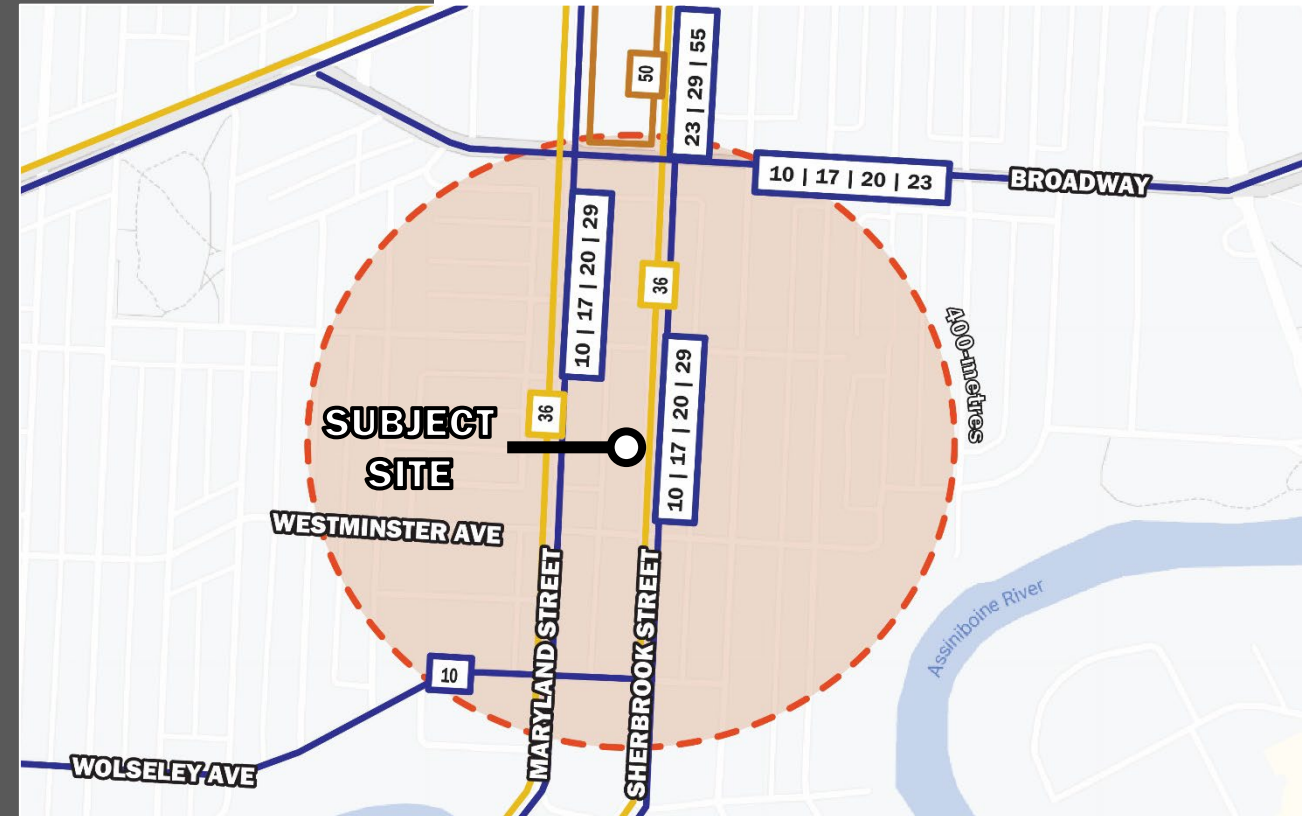 50
23 | 29 | 55
10 | 17 | 20 | 23
BROADWAY
10 | 17 | 20 | 29
36
400-metres
10 | 17 | 20 | 29
36
SUBJECT
SITE
WESTMINSTER AVE
MARYLAND STREET
SHERBROOK STREET
Assiniboine River
10
WOLSELEY AVE